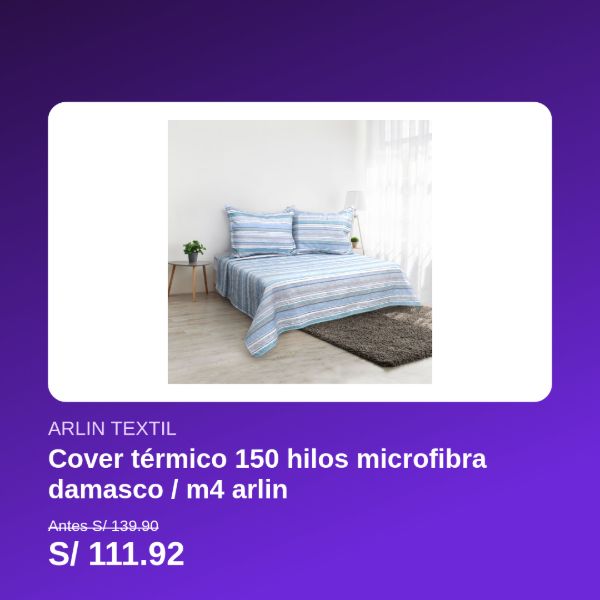 ARLIN TEXTIL
Cover térmico 150 hilos microfibra
damasco / m4 arlin
Antes S/ 139.90
S/ 111.92